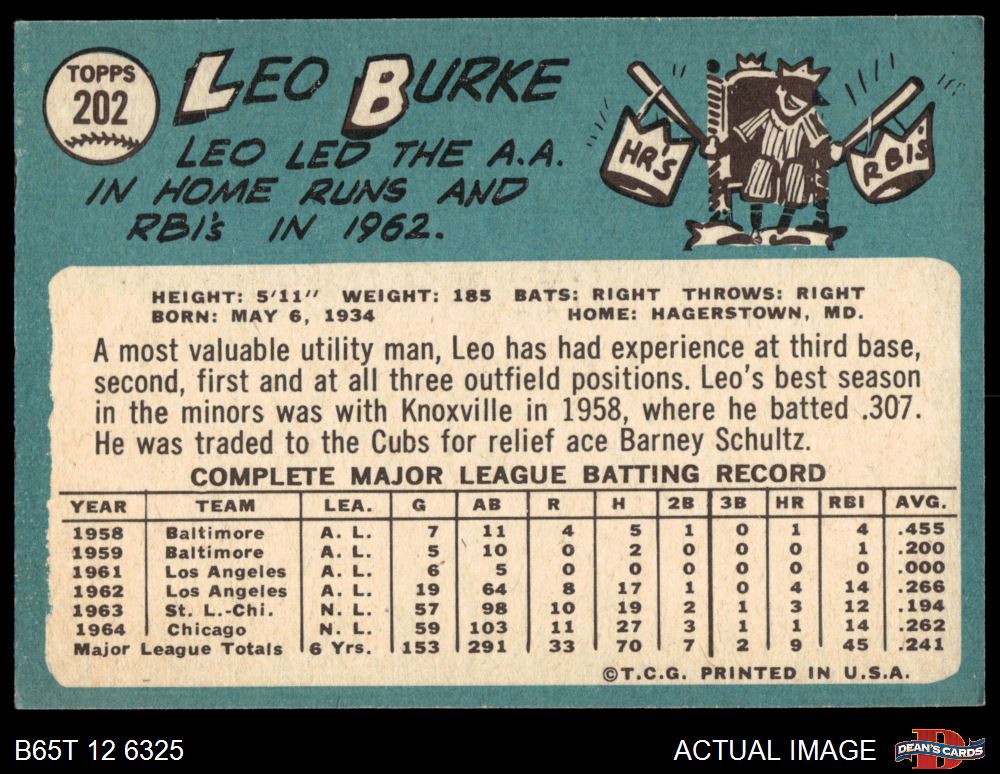 TOPPS
202
LEO BURKE
LEO LED THE A.A.
IN HOME RUNS AND
RBI's IN 1962.
HR'S
RBI'S
HEIGHT: 5'11" WEIGHT: 185 BATS: RIGHT THROWS: RIGHT
BORN: MAY 6, 1934 HOME: HAGERSTOWN, MD.
A most valuable utility man, Leo has had experience at third base,
second, first and at all three outfield positions. Leo's best season
in the minors was with Knoxville in 1958, where he batted .307.
He was traded to the Cubs for relief ace Barney Schultz.
COMPLETE MAJOR LEAGUE BATTING RECORD
YEAR TEAM LEA. G AB R H 2B 3B HR RBI AVG.
1958 Baltimore A. L. 7 11 4 5 1 0 1 4 .455
1959 Baltimore A. L. 5 10 0 2 0 0 0 1 .200
1961 Los Angeles A. L. 6 5 0 0 0 0 0 0 .000
1962 Los Angeles A. L. 19 64 8 17 1 0 4 14 .266
1963 St. L.-Chi. N. L. 57 98 10 19 2 1 3 12 .194
1964 Chicago N. L. 59 103 11 27 3 1 1 14 .262
Major League Totals 6 Yrs. 153 291 33 70 7 2 9 45 .241
©T.C.G. PRINTED IN U.S.A.
B65T 12 6325
ACTUAL IMAGE
D
DEAN'S CARDS